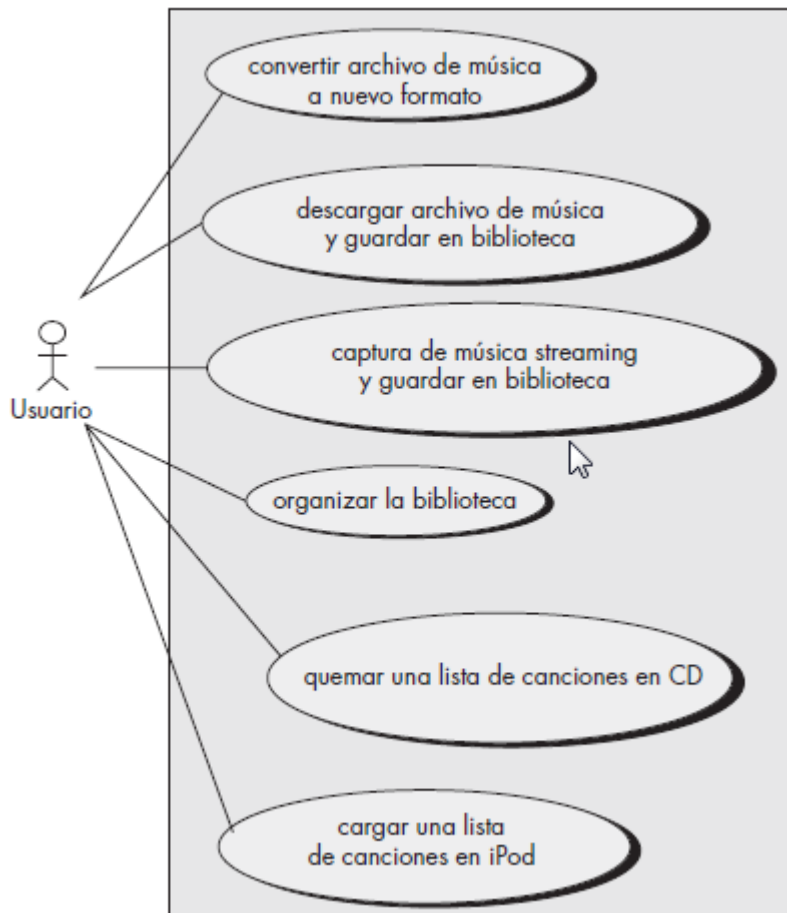 convertir archivo de música
a nuevo formato
descargar archivo de música
y guardar en biblioteca
captura de música streaming
y guardar en biblioteca
Usuario
organizar la biblioteca
quemar una lista de canciones en CD
cargar una lista
de canciones en iPod